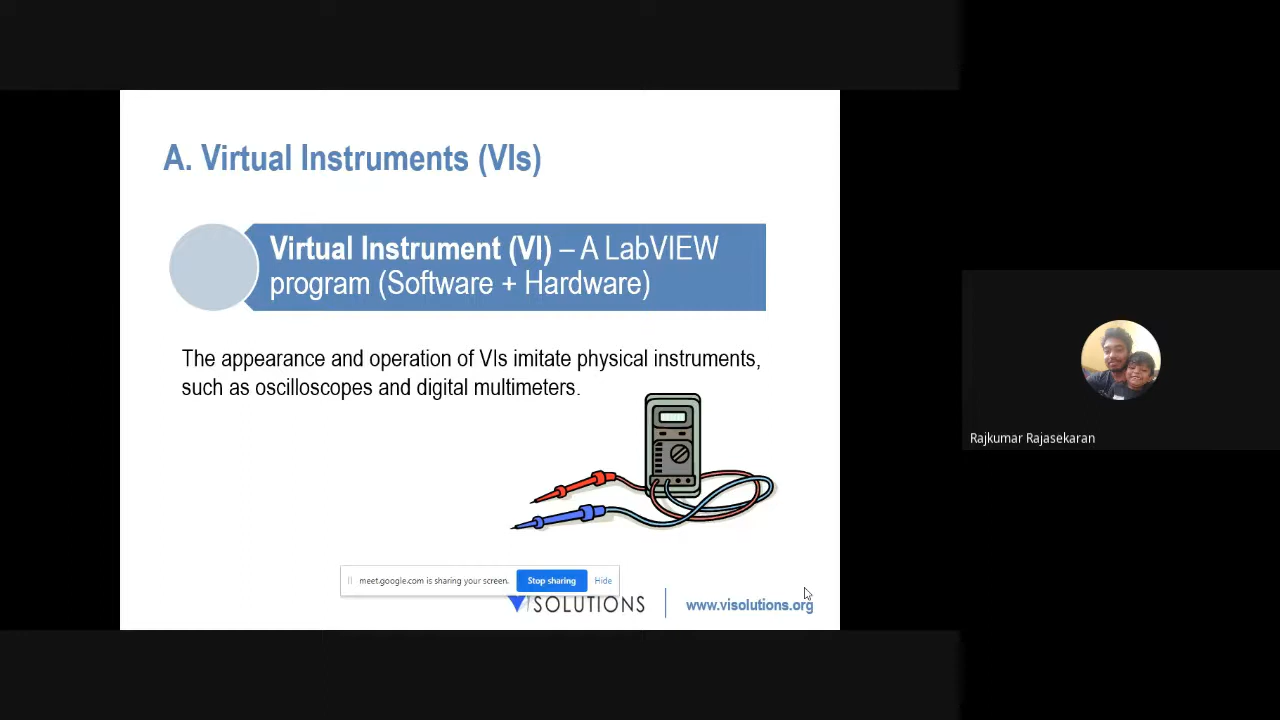 A. Virtual Instruments (VIs)
Virtual Instrument (VI) – A LabVIEW
program (Software + Hardware)
The appearance and operation of VIs imitate physical instruments,
such as oscilloscopes and digital multimeters.
Rajkumar Rajasekaran
meet.google.com is sharing your screen. Stop sharing Hide
VISOLUTIONS www.visolutions.org